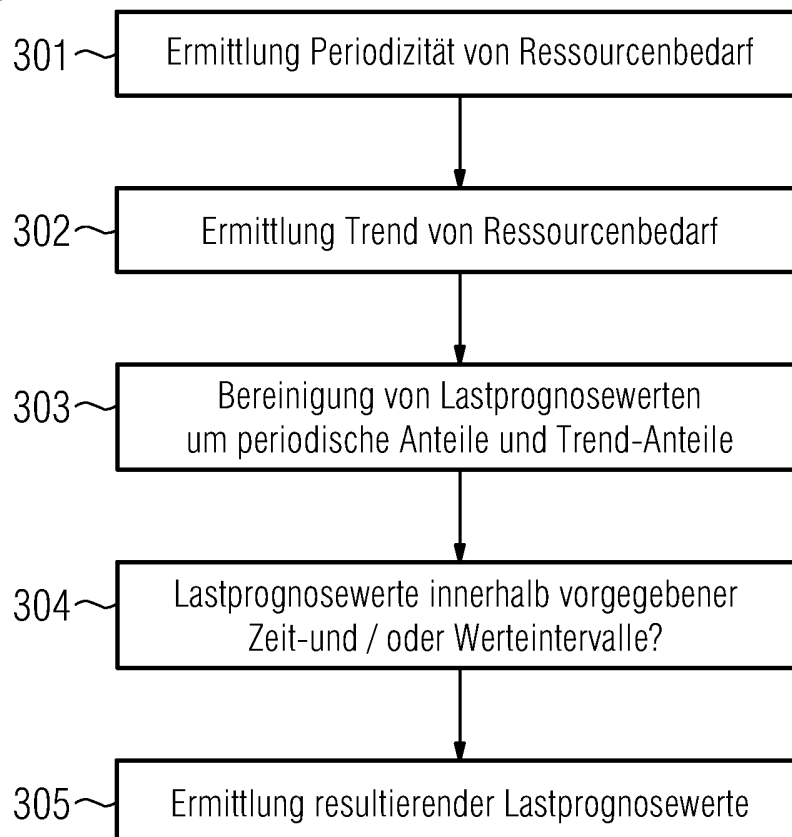 301 Ermittlung Periodizität von Ressourcenbedarf
302 Ermittlung Trend von Ressourcenbedarf
303 Bereinigung von Lastprognosewerten
um periodische Anteile und Trend-Anteile
304 Lastprognosewerte innerhalb vorgegebener
Zeit-und / oder Werteintervalle?
305 Ermittlung resultierender Lastprognosewerte